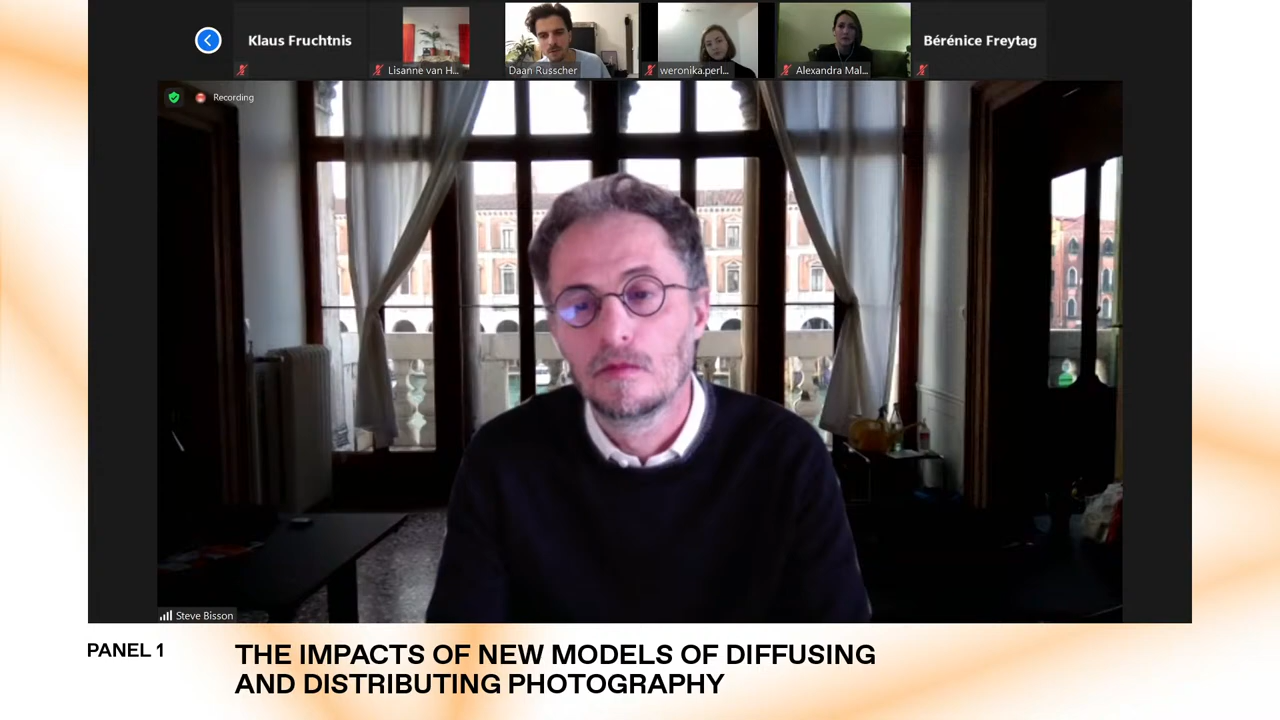 Klaus Fruchtnis
Lisanne van H...
Daan Russcher
weronika.perl...
Alexandra Mal...
Bérénice Freytag
Recording
Steve Bisson
PANEL 1
THE IMPACTS OF NEW MODELS OF DIFFUSING
AND DISTRIBUTING PHOTOGRAPHY